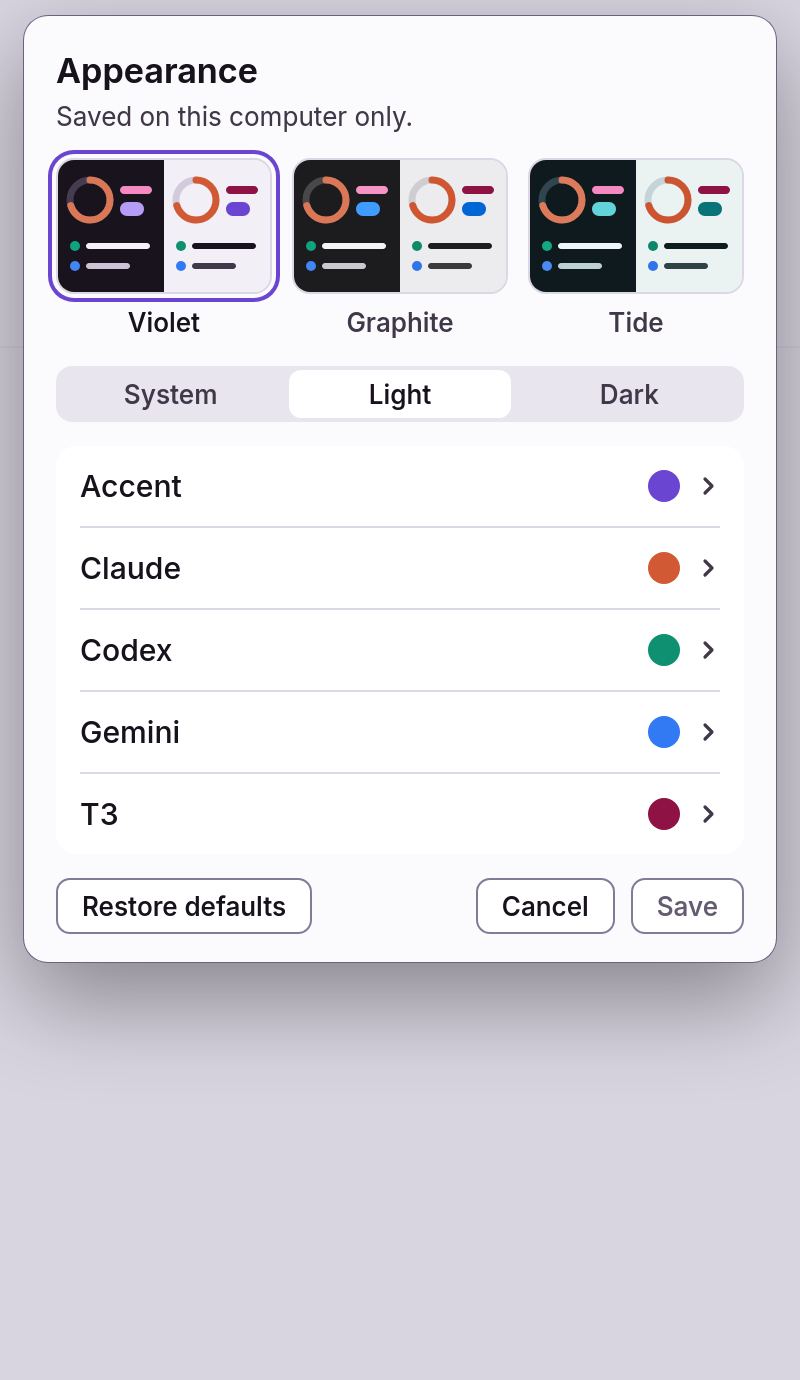 Appearance
Saved on this computer only.
Violet
Graphite
Tide
System
Light
Dark
Accent
Claude
Codex
Gemini
T3
Restore defaults
Cancel
Save